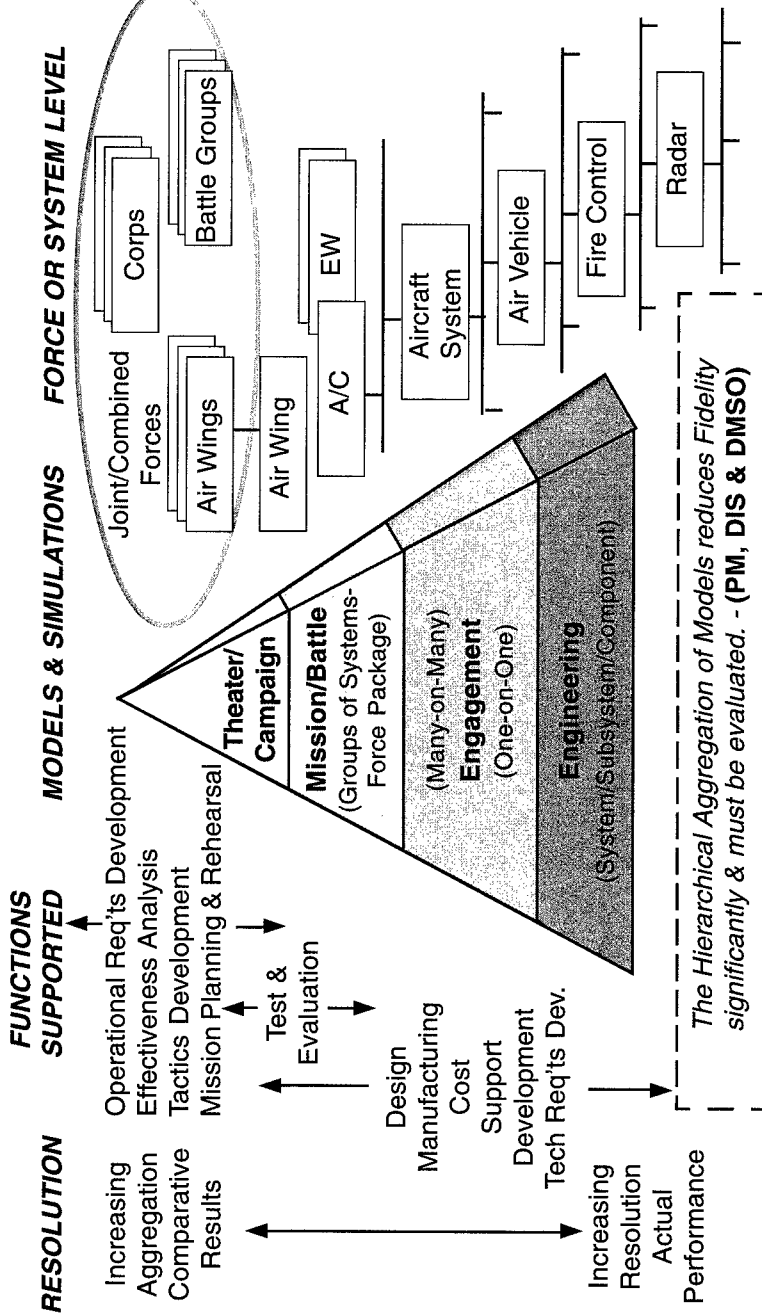 RESOLUTION
Increasing
Aggregation
Comparative
Results
Increasing
Resolution
Actual
Performance
FUNCTIONS
SUPPORTED
Operational Req'ts Development
Effectiveness Analysis
Tactics Development
Mission Planning & Rehearsal
Test &
Evaluation
Design
Manufacturing
Cost
Support
Development
Tech Req'ts Dev.
MODELS & SIMULATIONS
Theater/
Campaign
Mission/Battle
(Groups of Systems-
Force Package)
(Many-on-Many)
Engagement
(One-on-One)
Engineering
(System/Subsystem/Component)
FORCE OR SYSTEM LEVEL
Joint/Combined
Forces
Corps
Air Wings
Battle Groups
Air Wing
A/C
EW
Aircraft
System
Air Vehicle
Fire Control
Radar
The Hierarchical Aggregation of Models reduces Fidelity
significantly & must be evaluated. - (PM, DIS & DMSO)